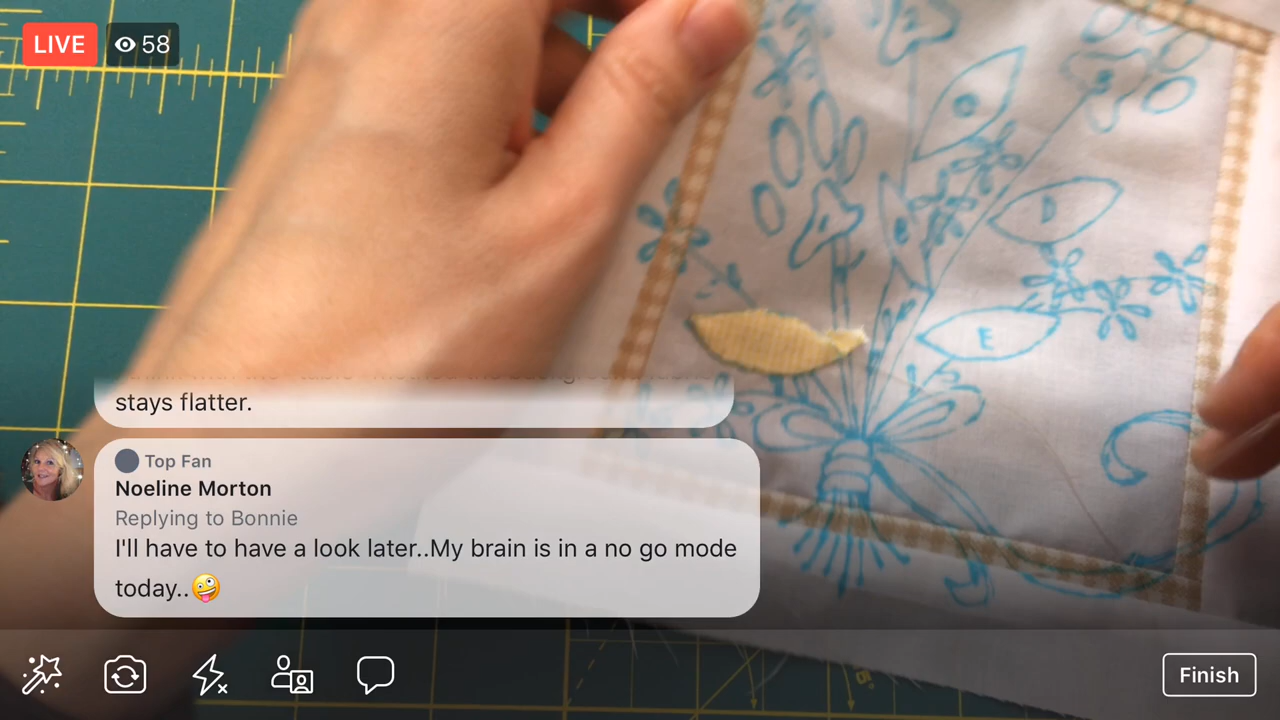 LIVE 58
stays flatter.
Top Fan
Noeline Morton
Replying to Bonnie
I'll have to have a look later..My brain is in a no go mode
today..🤪
D
E
Finish